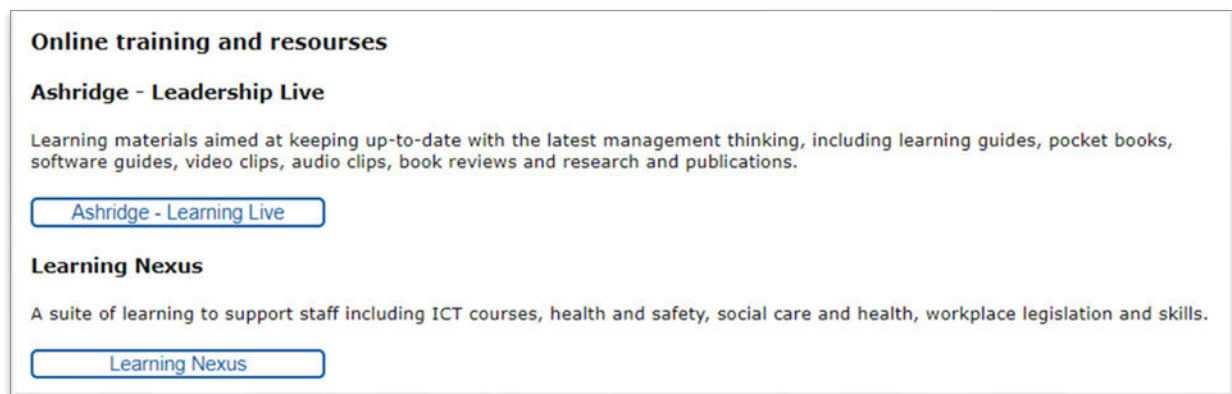 Online training and resourses
Ashridge - Leadership Live
Learning materials aimed at keeping up-to-date with the latest management thinking, including learning guides, pocket books,
software guides, video clips, audio clips, book reviews and research and publications.
Ashridge - Learning Live
Learning Nexus
A suite of learning to support staff including ICT courses, health and safety, social care and health, workplace legislation and skills.
Learning Nexus